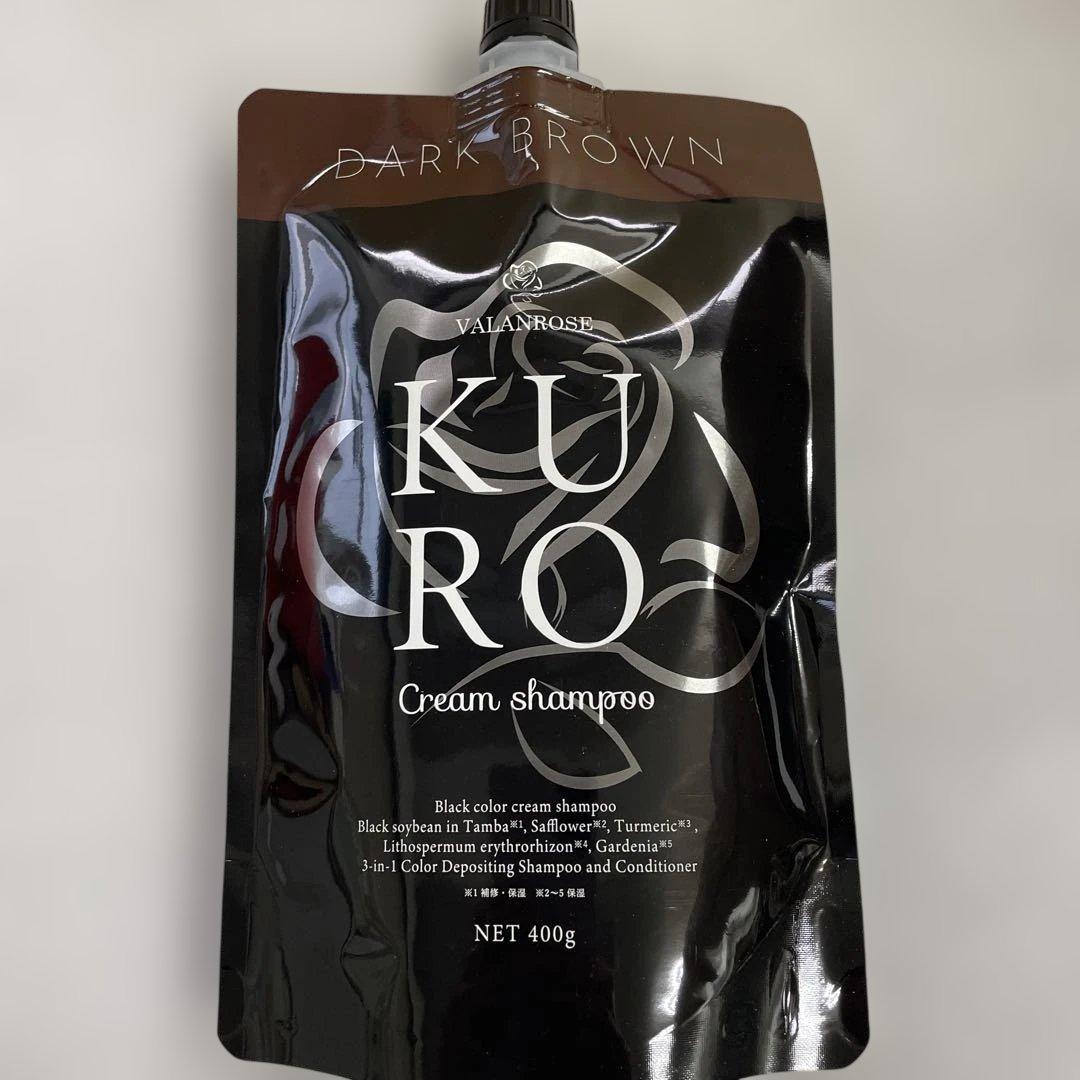 DARK BROWN
VALANROSE
KU
RO
Cream shampoo
Black color cream shampoo
Black soybean in Tamba※1, Safflower※2, Turmeric※3,
Lithospermum erythrorhizon※4, Gardenia※5
3-in-1 Color Depositing Shampoo and Conditioner
※1 補修・保湿 ※2〜5 保湿
NET 400g